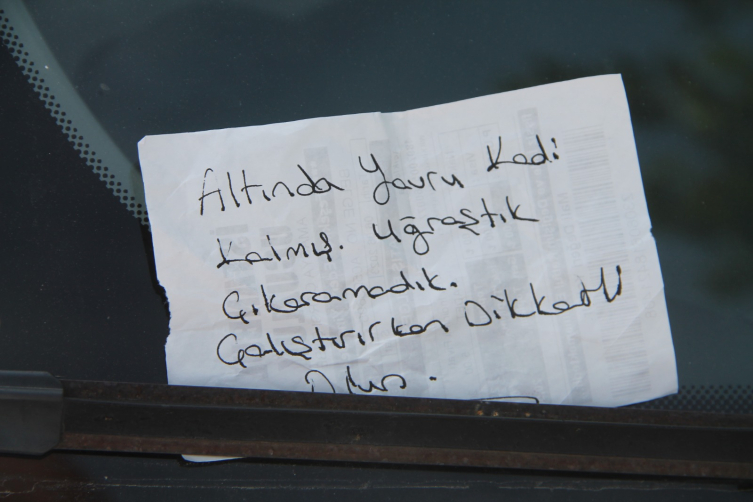 Altında Yavru Kedi
Kalmış. Uğraştık
Çıkaramadık.
Çalıştırırken Dikkatli
Olun.